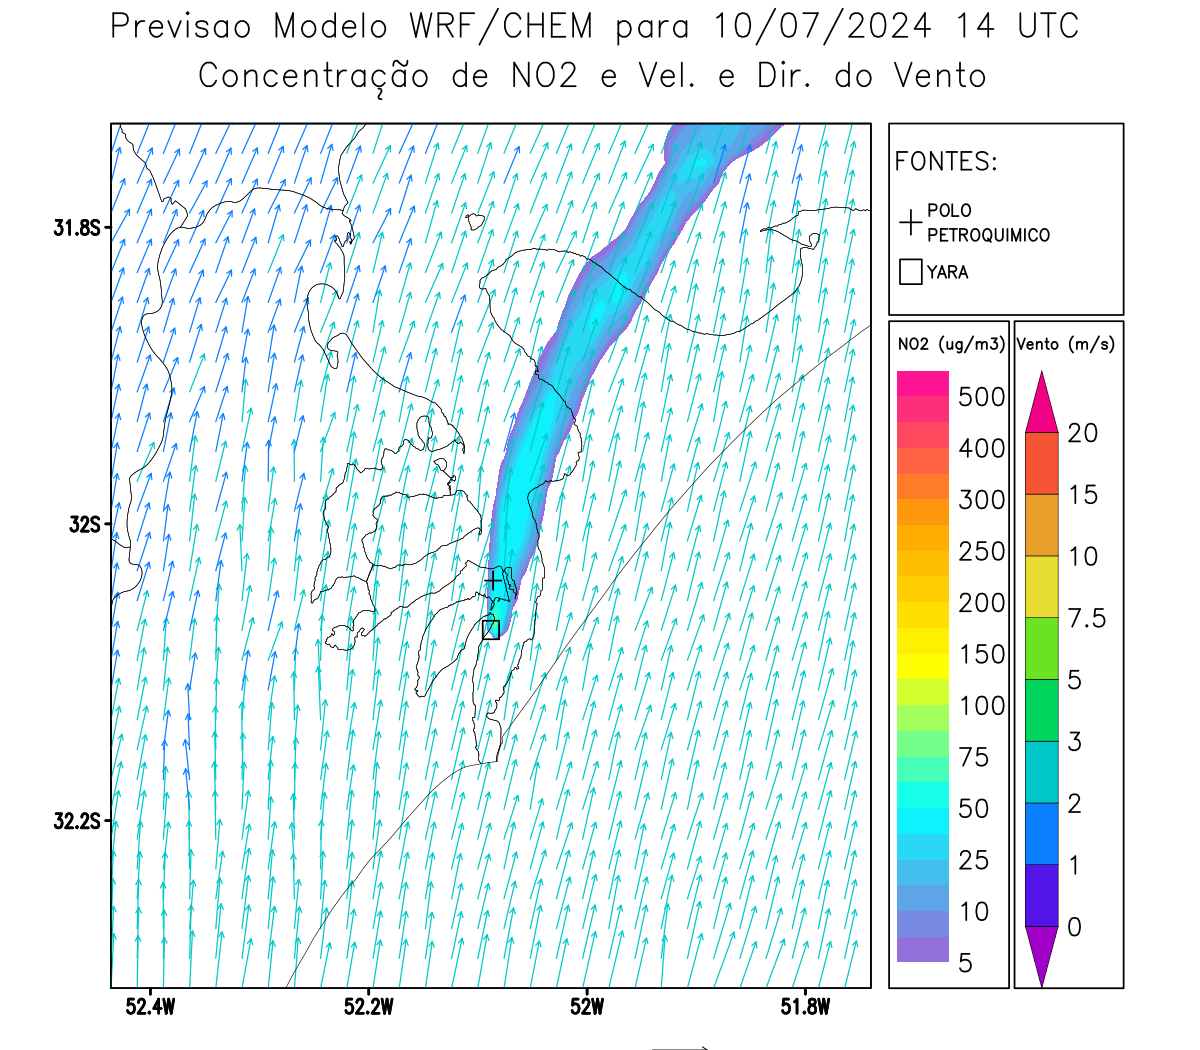 Previsao Modelo WRF/CHEM para 10/07/2024 14 UTC
Concentração de NO2 e Vel. e Dir. do Vento
FONTES:
POLO
PETROQUIMICO
YARA
31.8S
32S
32.2S
52.4W
52.2W
52W
51.8W
NO2 (ug/m3)
500
400
300
250
200
150
100
75
50
25
10
5
Vento (m/s)
20
15
10
7.5
5
3
2
1
0